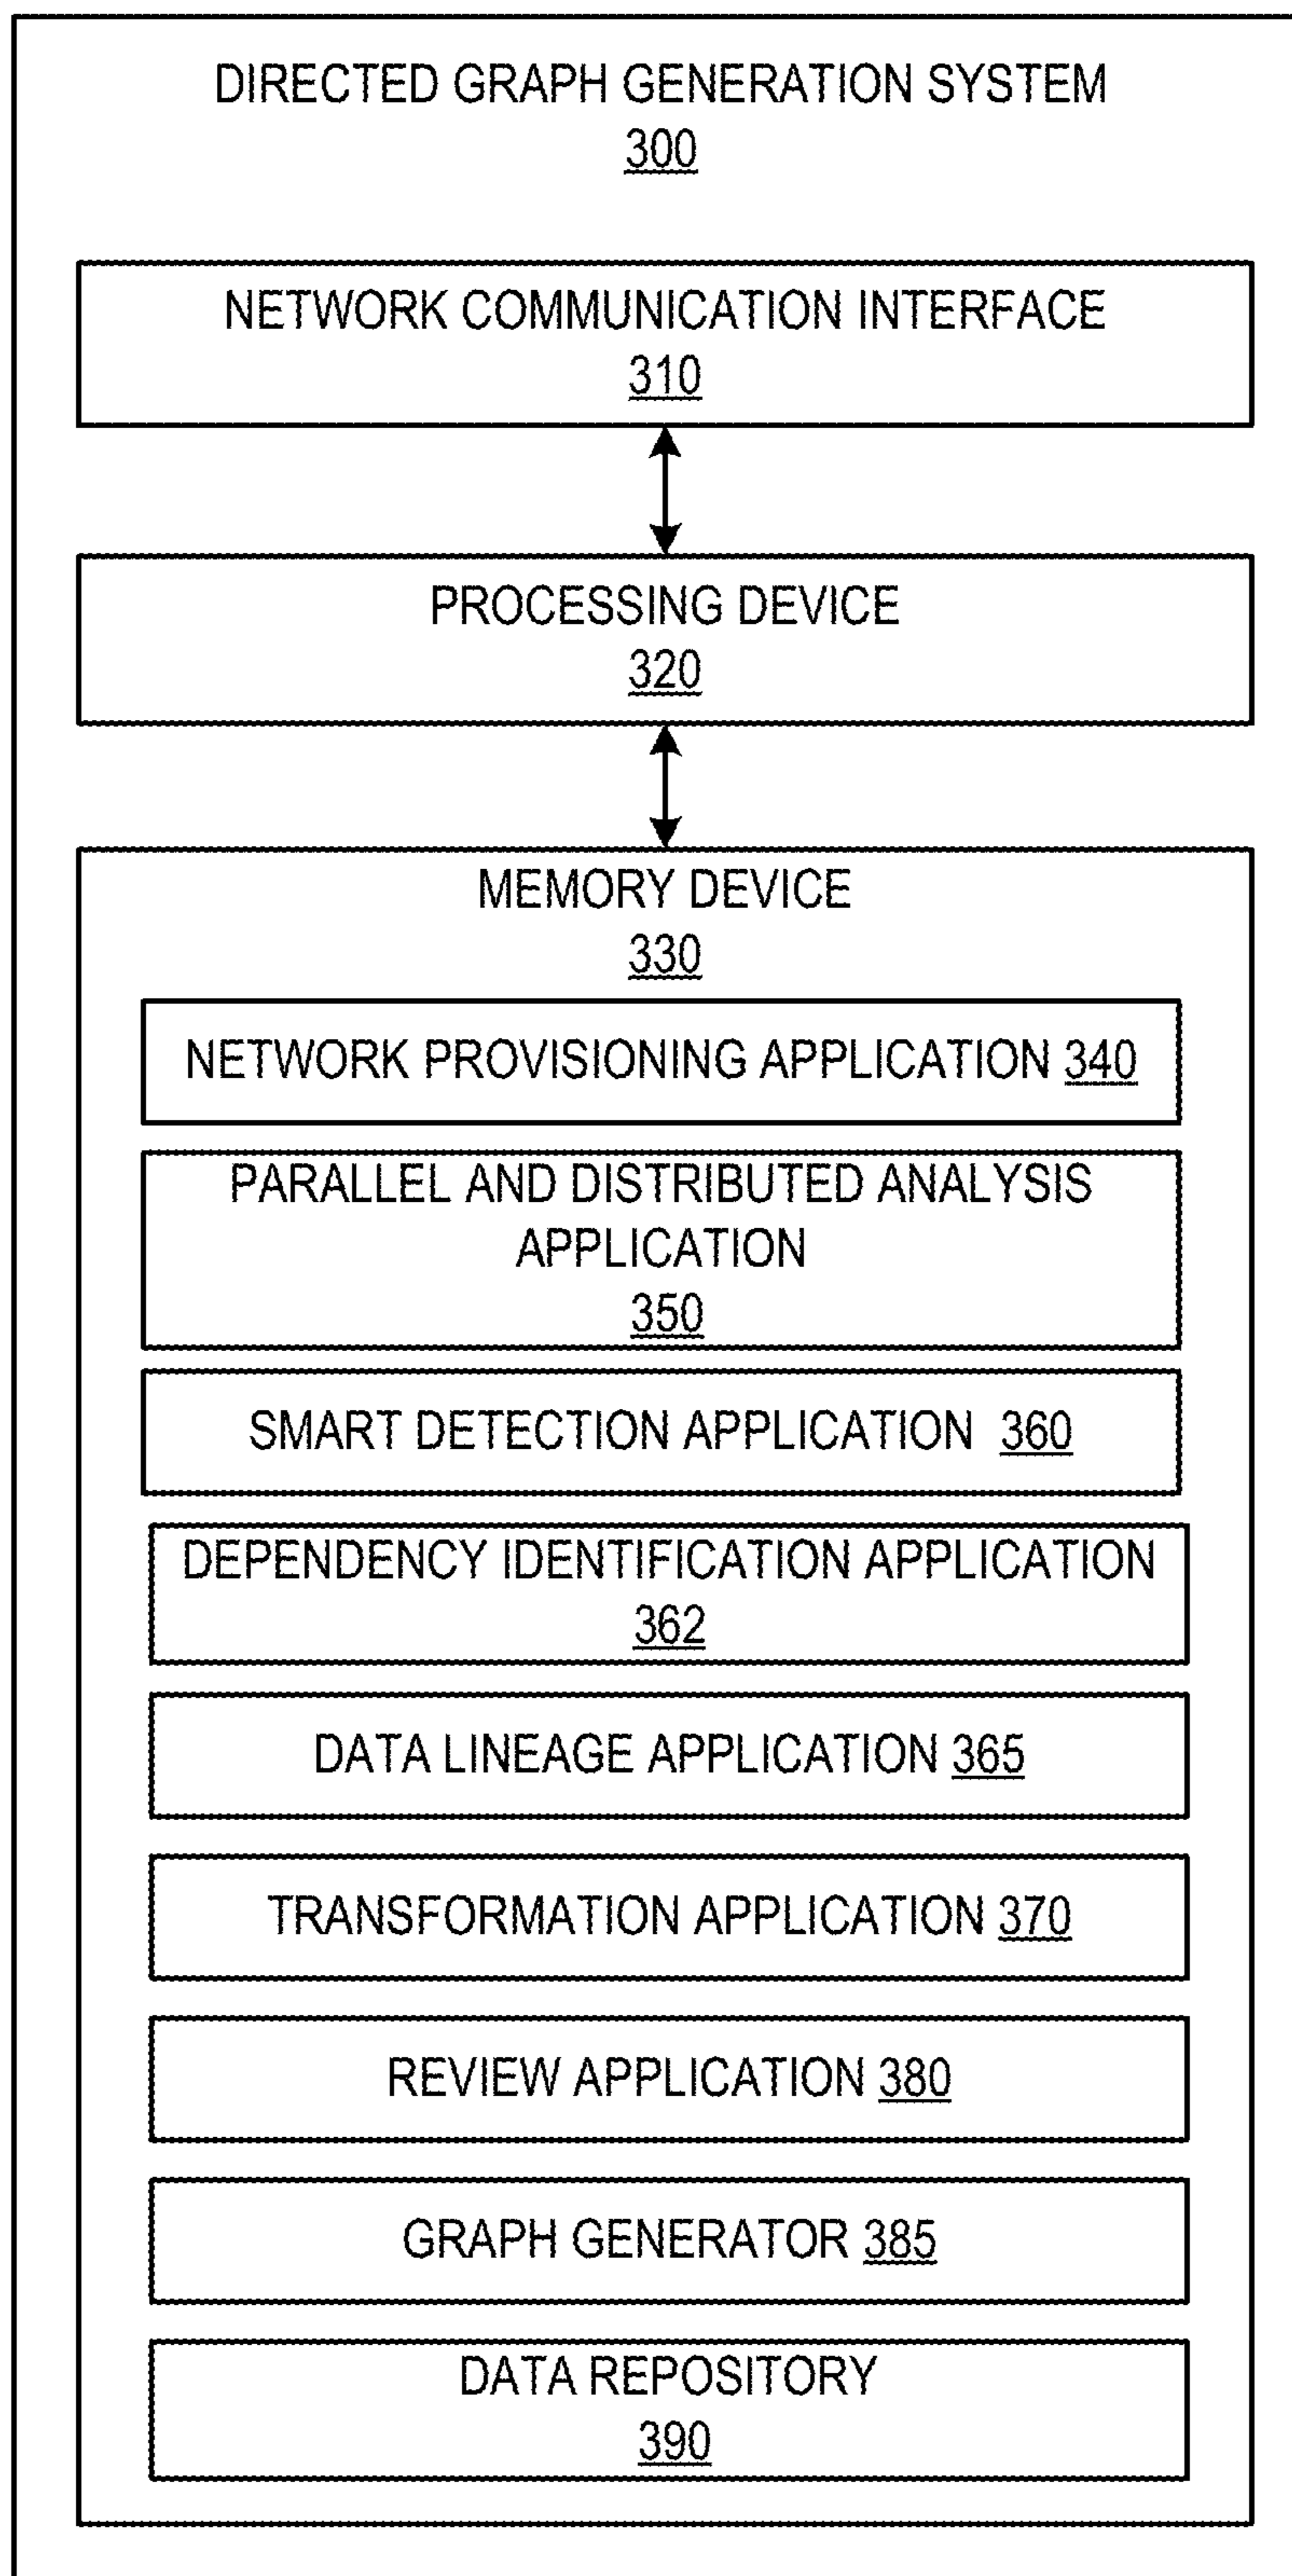 DIRECTED GRAPH GENERATION SYSTEM
300
NETWORK COMMUNICATION INTERFACE
310
PROCESSING DEVICE
320
MEMORY DEVICE
330
NETWORK PROVISIONING APPLICATION 340
PARALLEL AND DISTRIBUTED ANALYSIS
APPLICATION
350
SMART DETECTION APPLICATION 360
DEPENDENCY IDENTIFICATION APPLICATION
362
DATA LINEAGE APPLICATION 365
TRANSFORMATION APPLICATION 370
REVIEW APPLICATION 380
GRAPH GENERATOR 385
DATA REPOSITORY
390